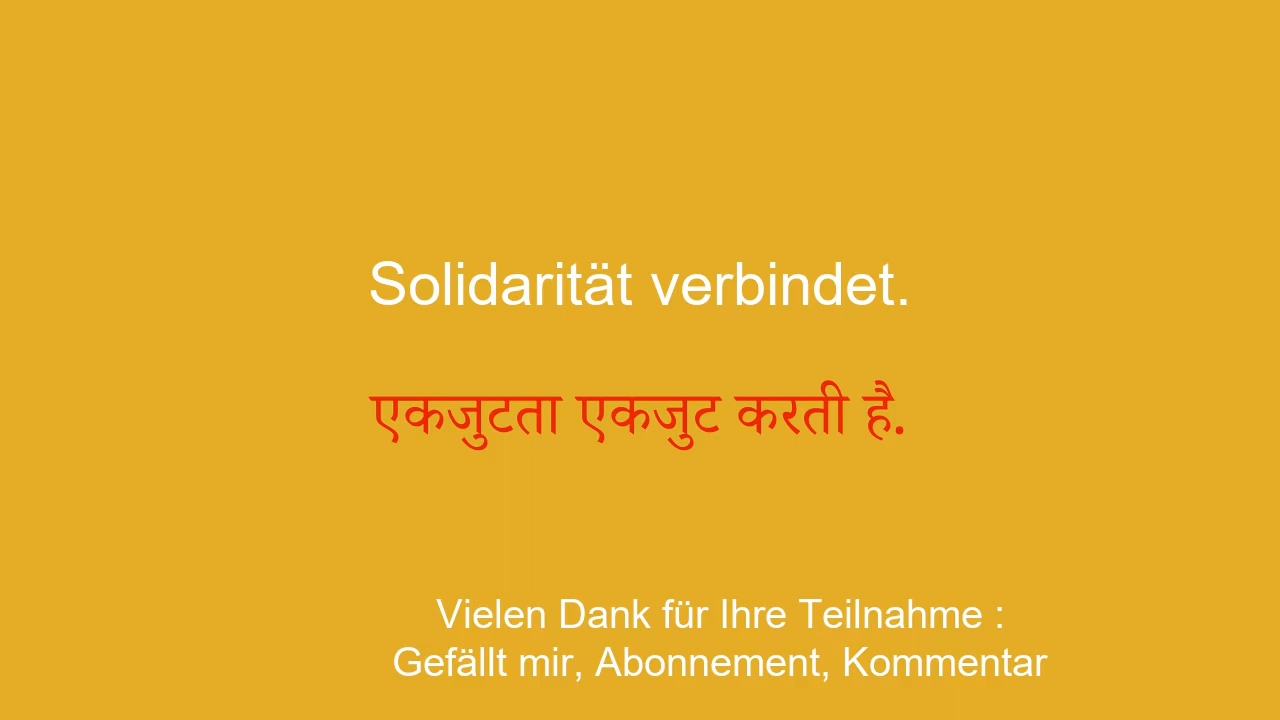 Solidarität verbindet.
एकजुटता एकजुट करती है.
Vielen Dank für Ihre Teilnahme :
Gefällt mir, Abonnement, Kommentar